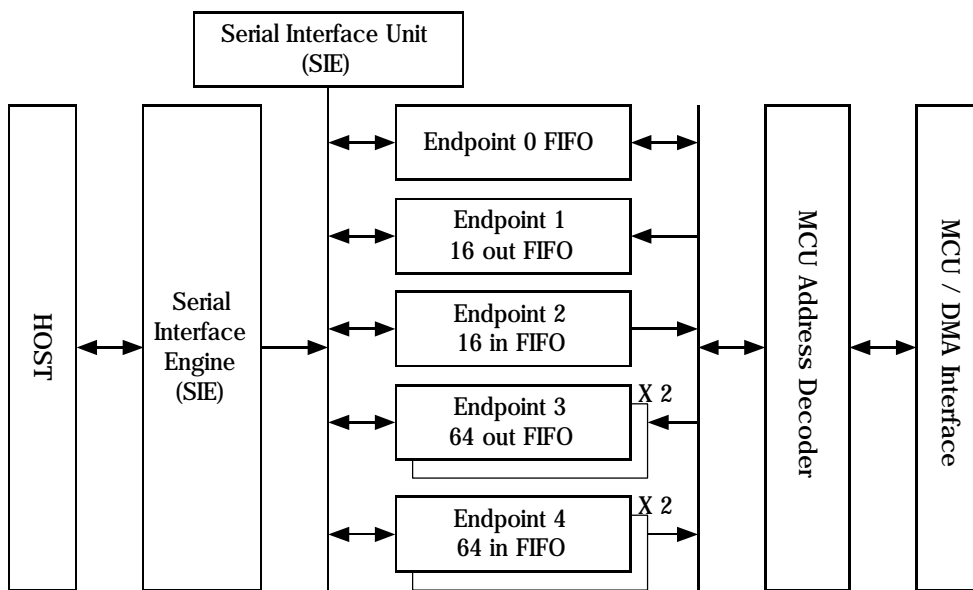 Serial Interface Unit
(SIE)
Endpoint 0 FIFO
Endpoint 1
16 out FIFO
Endpoint 2
16 in FIFO
X 2
Endpoint 3
64 out FIFO
X 2
Endpoint 4
64 in FIFO
HOST
Serial
Interface
Engine
(SIE)
MCU Address Decoder
MCU / DMA Interface